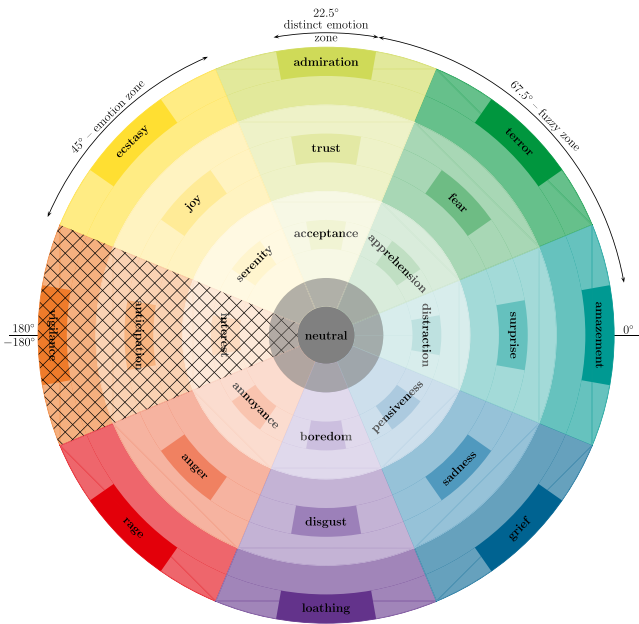 22.5°
distinct emotion
zone
45° – emotion zone
67.5° – fuzzy zone
admiration
ecstasy
terror
trust
joy
fear
acceptance
serenity
apprehension
vigilance
anticipation
interest
neutral
distraction
surprise
amazement
180°
−180°
0°
annoyance
pensiveness
boredom
anger
sadness
disgust
rage
grief
loathing